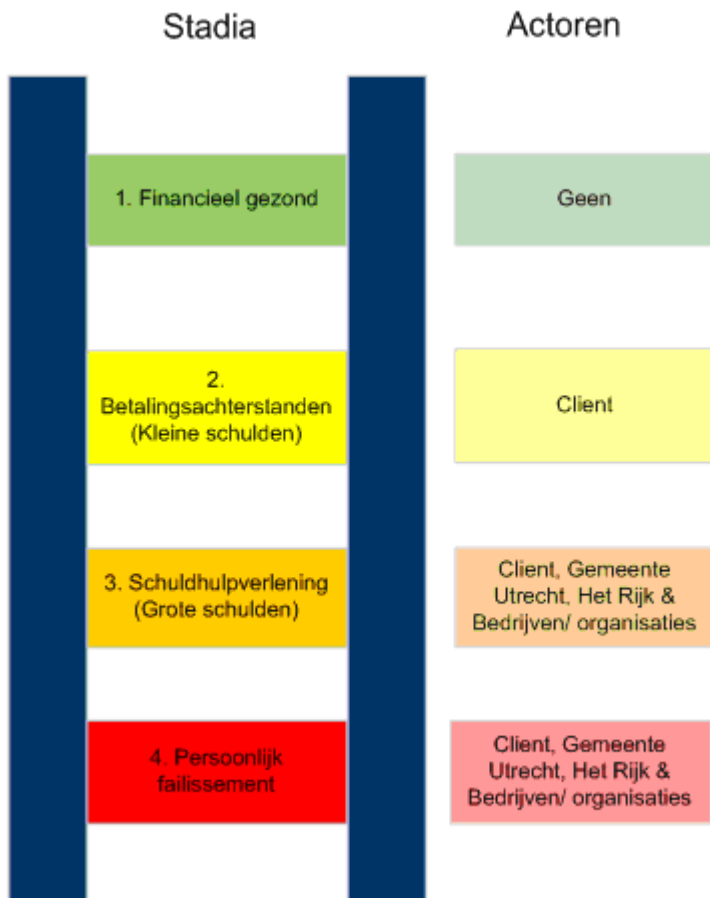 Stadia
Actoren
1. Financieel gezond
Geen
2.
Betalingsachterstanden
(Kleine schulden)
Client
3. Schuldhulpverlening
(Grote schulden)
Client, Gemeente
Utrecht, Het Rijk &
Bedrijven/ organisaties
4. Persoonlijk
failissement
Client, Gemeente
Utrecht, Het Rijk &
Bedrijven/ organisaties